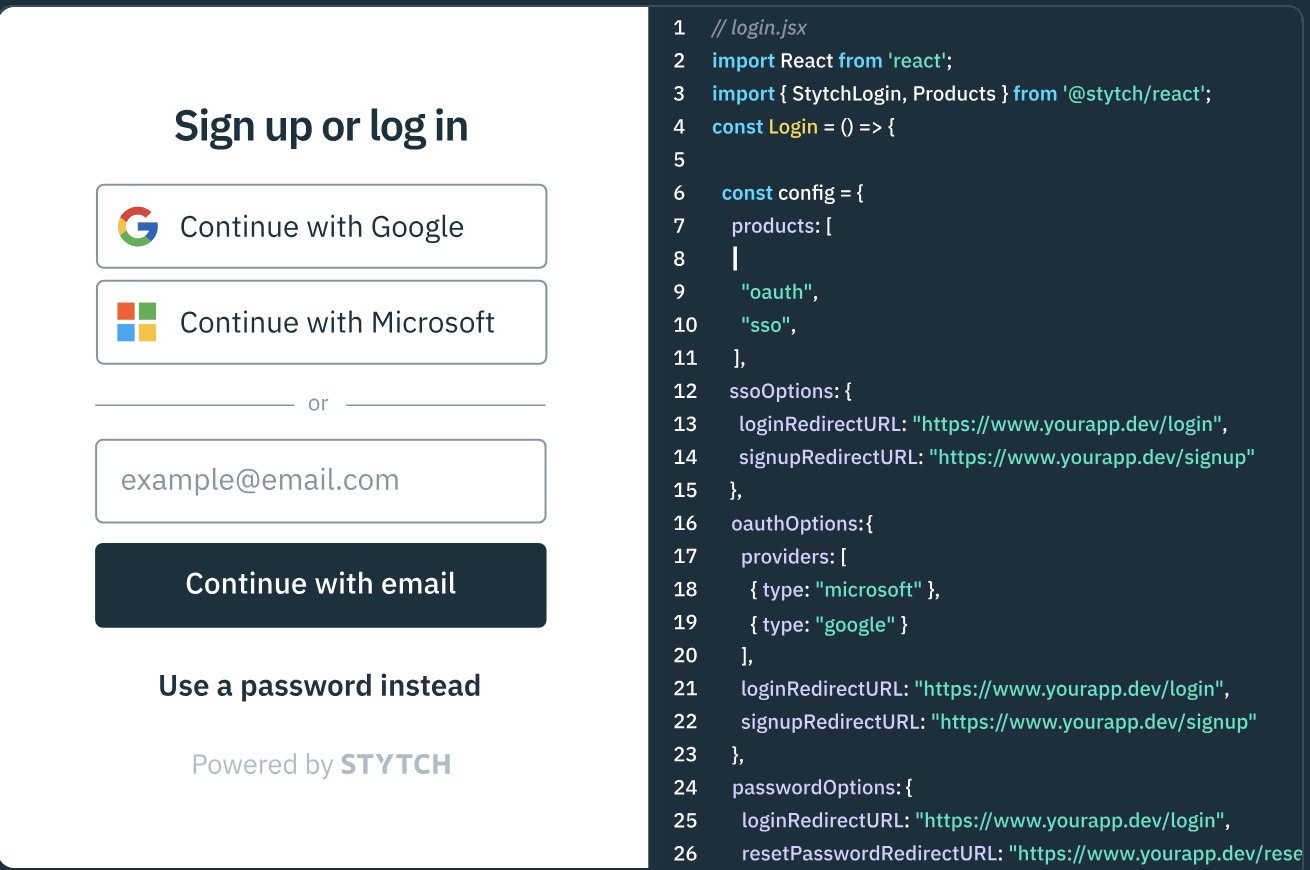 Sign up or log in
Continue with Google
Continue with Microsoft
or
example@email.com
Continue with email
Use a password instead
Powered by STYTCH
1 // login.jsx
2 import React from 'react';
3 import { StytchLogin, Products } from '@stytch/react';
4 const Login = () => {
5
6 const config = {
7 products: [
8
9 "oauth",
10 "sso",
11 ],
12 ssoOptions: {
13 loginRedirectURL: "https://www.yourapp.dev/login",
14 signupRedirectURL: "https://www.yourapp.dev/signup"
15 },
16 oauthOptions:{
17 providers: [
18 { type: "microsoft" },
19 { type: "google" }
20 ],
21 loginRedirectURL: "https://www.yourapp.dev/login",
22 signupRedirectURL: "https://www.yourapp.dev/signup"
23 },
24 passwordOptions:{
25 loginRedirectURL: "https://www.yourapp.dev/login",
26 resetPasswordRedirectURL: "https://www.yourapp.dev/rese